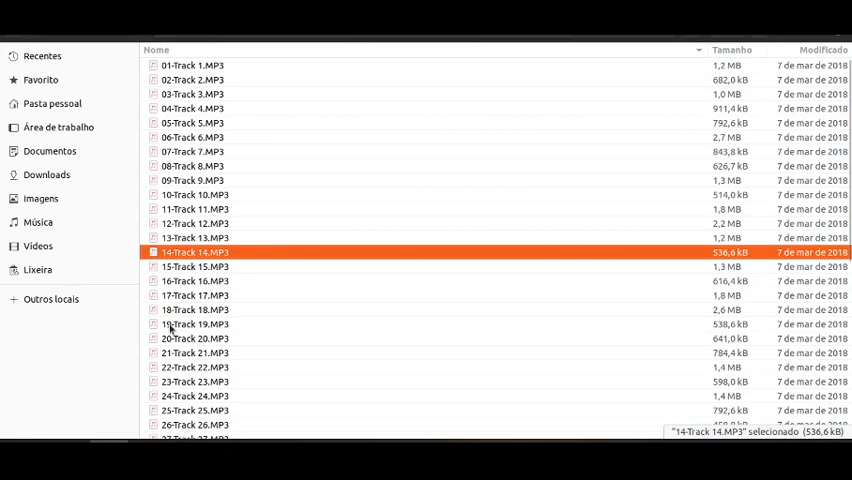 Nome Tamanho Modificado
Recentes
Favorito
Pasta pessoal
Área de trabalho
Documentos
Downloads
Imagens
Música
Vídeos
Lixeira
Outros locais
01-Track 1.MP3 1,2 MB 7 de mar de 2018
02-Track 2.MP3 682,0 kB 7 de mar de 2018
03-Track 3.MP3 1,0 MB 7 de mar de 2018
04-Track 4.MP3 911,4 kB 7 de mar de 2018
05-Track 5.MP3 792,6 kB 7 de mar de 2018
06-Track 6.MP3 2,7 MB 7 de mar de 2018
07-Track 7.MP3 843,8 kB 7 de mar de 2018
08-Track 8.MP3 626,7 kB 7 de mar de 2018
09-Track 9.MP3 1,3 MB 7 de mar de 2018
10-Track 10.MP3 514,0 kB 7 de mar de 2018
11-Track 11.MP3 1,8 MB 7 de mar de 2018
12-Track 12.MP3 2,2 MB 7 de mar de 2018
13-Track 13.MP3 1,2 MB 7 de mar de 2018
14-Track 14.MP3 536,6 kB 7 de mar de 2018
15-Track 15.MP3 1,3 MB 7 de mar de 2018
16-Track 16.MP3 616,4 kB 7 de mar de 2018
17-Track 17.MP3 1,8 MB 7 de mar de 2018
18-Track 18.MP3 2,6 MB 7 de mar de 2018
19-Track 19.MP3 538,6 kB 7 de mar de 2018
20-Track 20.MP3 641,0 kB 7 de mar de 2018
21-Track 21.MP3 784,4 kB 7 de mar de 2018
22-Track 22.MP3 1,4 MB 7 de mar de 2018
23-Track 23.MP3 598,0 kB 7 de mar de 2018
24-Track 24.MP3 1,4 MB 7 de mar de 2018
25-Track 25.MP3 792,6 kB 7 de mar de 2018
26-Track 26.MP3 7 de mar de 2018
"14-Track 14.MP3" selecionado (536,6 kB)